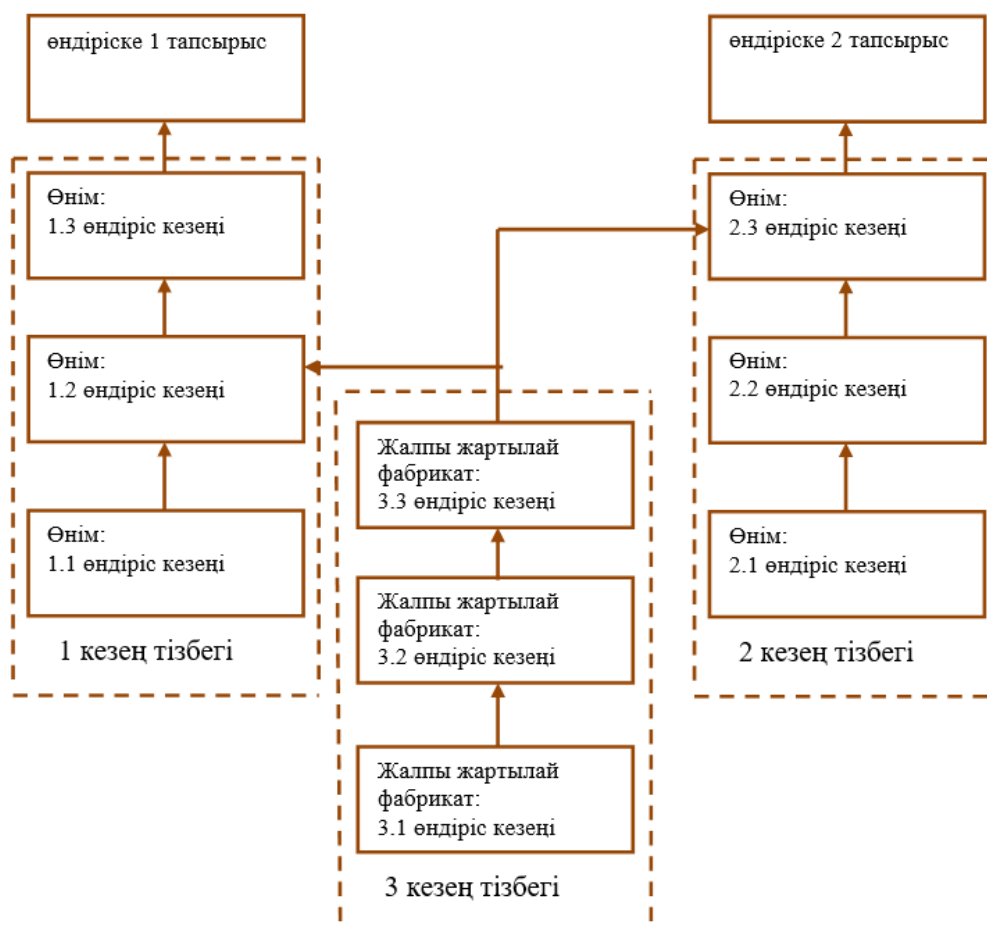 өндіріске 1 тапсырыс
өндіріске 2 тапсырыс
Өнім:
1.3 өндіріс кезеңі
Өнім:
2.3 өндіріс кезеңі
Өнім:
1.2 өндіріс кезеңі
Өнім:
2.2 өндіріс кезеңі
Жалпы жартылай
фабрикат:
3.3 өндіріс кезеңі
Өнім:
1.1 өндіріс кезеңі
Өнім:
2.1 өндіріс кезеңі
1 кезең тізбегі
2 кезең тізбегі
Жалпы жартылай
фабрикат:
3.2 өндіріс кезеңі
Жалпы жартылай
фабрикат:
3.1 өндіріс кезеңі
3 кезең тізбегі